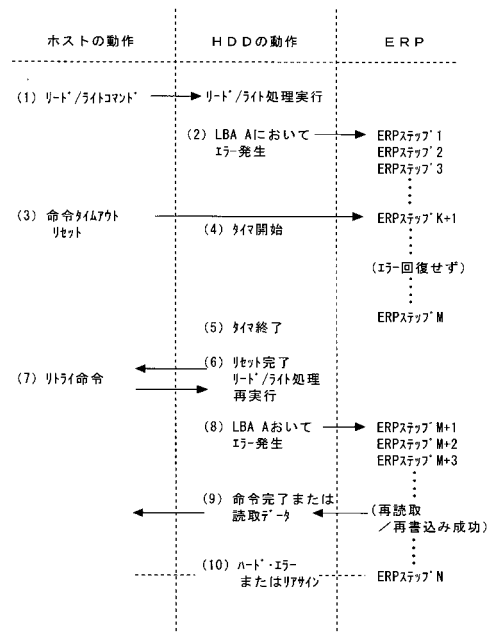 ホストの動作 HDDの動作 ERP
(1) リード/ライトコマンド リード/ライト処理実行
(2) LBA Aにおいて ERPステップ1
エラー発生 ERPステップ2
ERPステップ3
(3) 命令タイムアウト ERPステップK+1
リセット (4) タイマ開始
(エラー回復せず)
ERPステップM
(5) タイマ終了
(6) リセット完了
(7) リトライ命令 リード/ライト処理
再実行
(8) LBA Aおいて ERPステップM+1
エラー発生 ERPステップM+2
ERPステップM+3
(9) 命令完了または (再読取
読取データ /再書込み成功)
(10) ハード・エラー ERPステップN
またはリアサイン